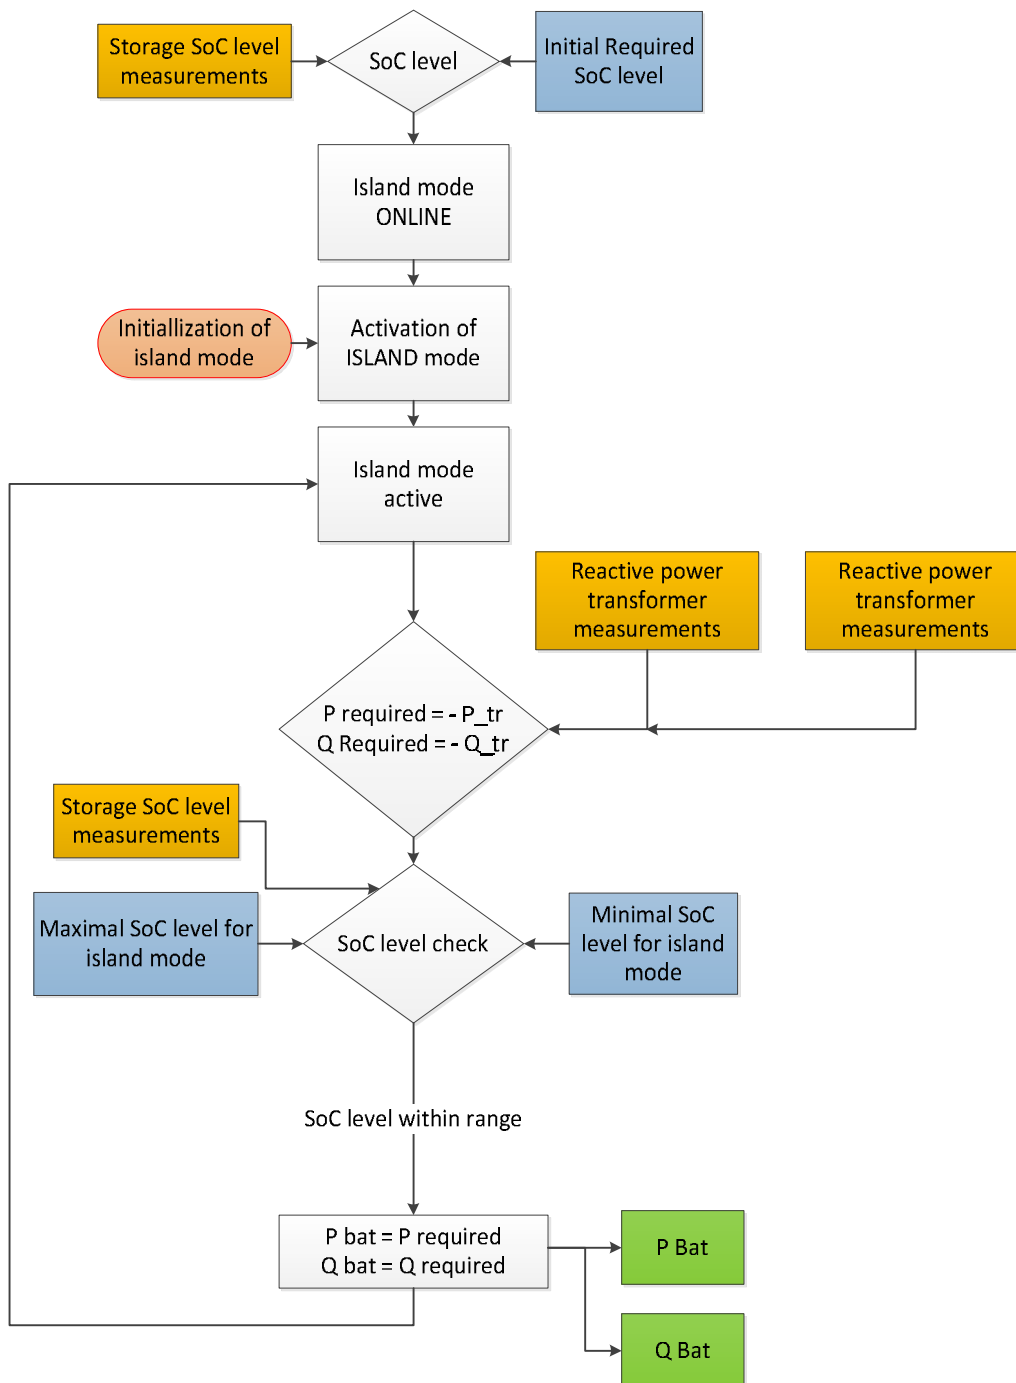 Storage SoC level
measurements
SoC level
Initial Required
SoC level
Island mode
ONLINE
Initiallization of
island mode
Activation of
ISLAND mode
Island mode
active
Reactive power
transformer
measurements
Reactive power
transformer
measurements
P required = - P_tr
Q Required = - Q_tr
Storage SoC level
measurements
Maximal SoC level for
island mode
SoC level check
Minimal SoC
level for island
mode
SoC level within range
P bat = P required
Q bat = Q required
P Bat
Q Bat